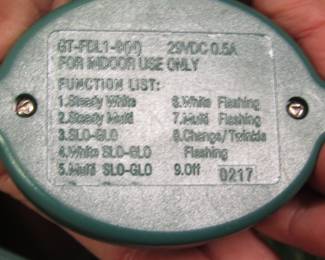 GT-FDL1-9(V) 29VDC 0.5A
FOR INDOOR USE ONLY
FUNCTION LIST:
1.Steady White 6.White Flashing
2.Steady Multi 7.Multi Flashing
3.SLO-GLO 8.Change/Twinkle
4.White SLO-GLO Flashing
5.Multi SLO-GLO 9.Off 0217